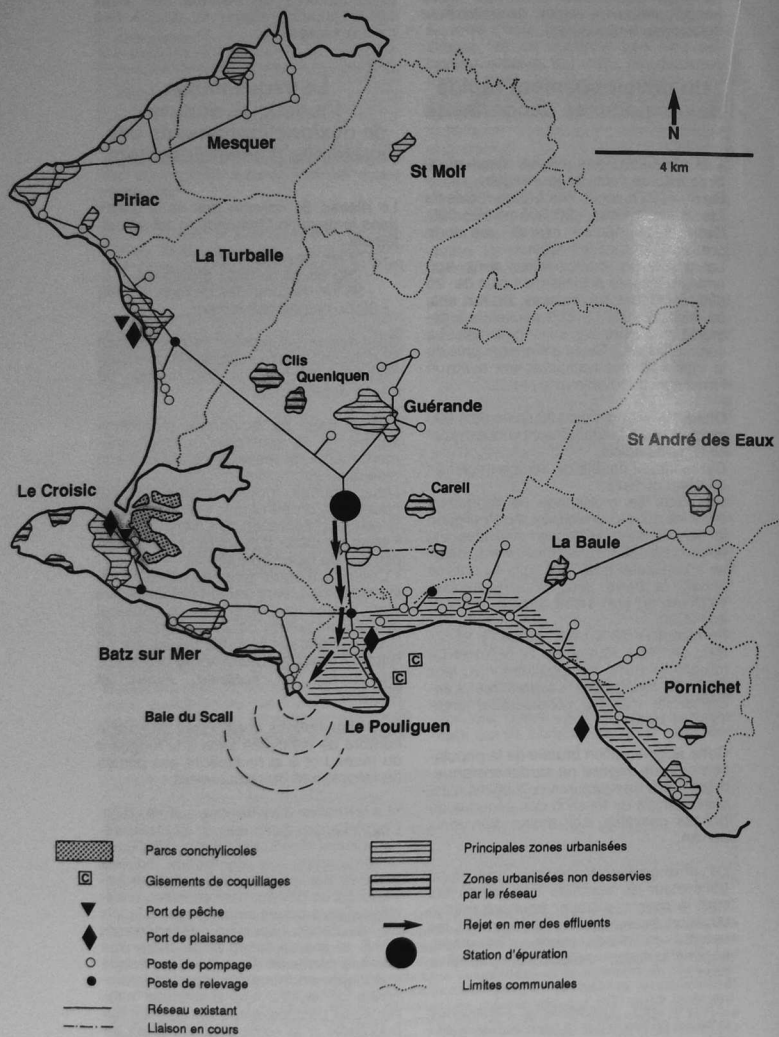 N
4 km
Mesquer
St Molf
Piriac
La Turballe
Clis
Queniquen
Guérande
St André des Eaux
Le Croisic
Careil
La Baule
Batz sur Mer
Pornichet
Baie du Scall
Le Pouliguen
C
C
Parcs conchylicoles
C Gisements de coquillages
Port de pêche
Port de plaisance
Poste de pompage
Poste de relevage
Réseau existant
Liaison en cours
Principales zones urbanisées
Zones urbanisées non desservies
par le réseau
Rejet en mer des effluents
Station d'épuration
Limites communales